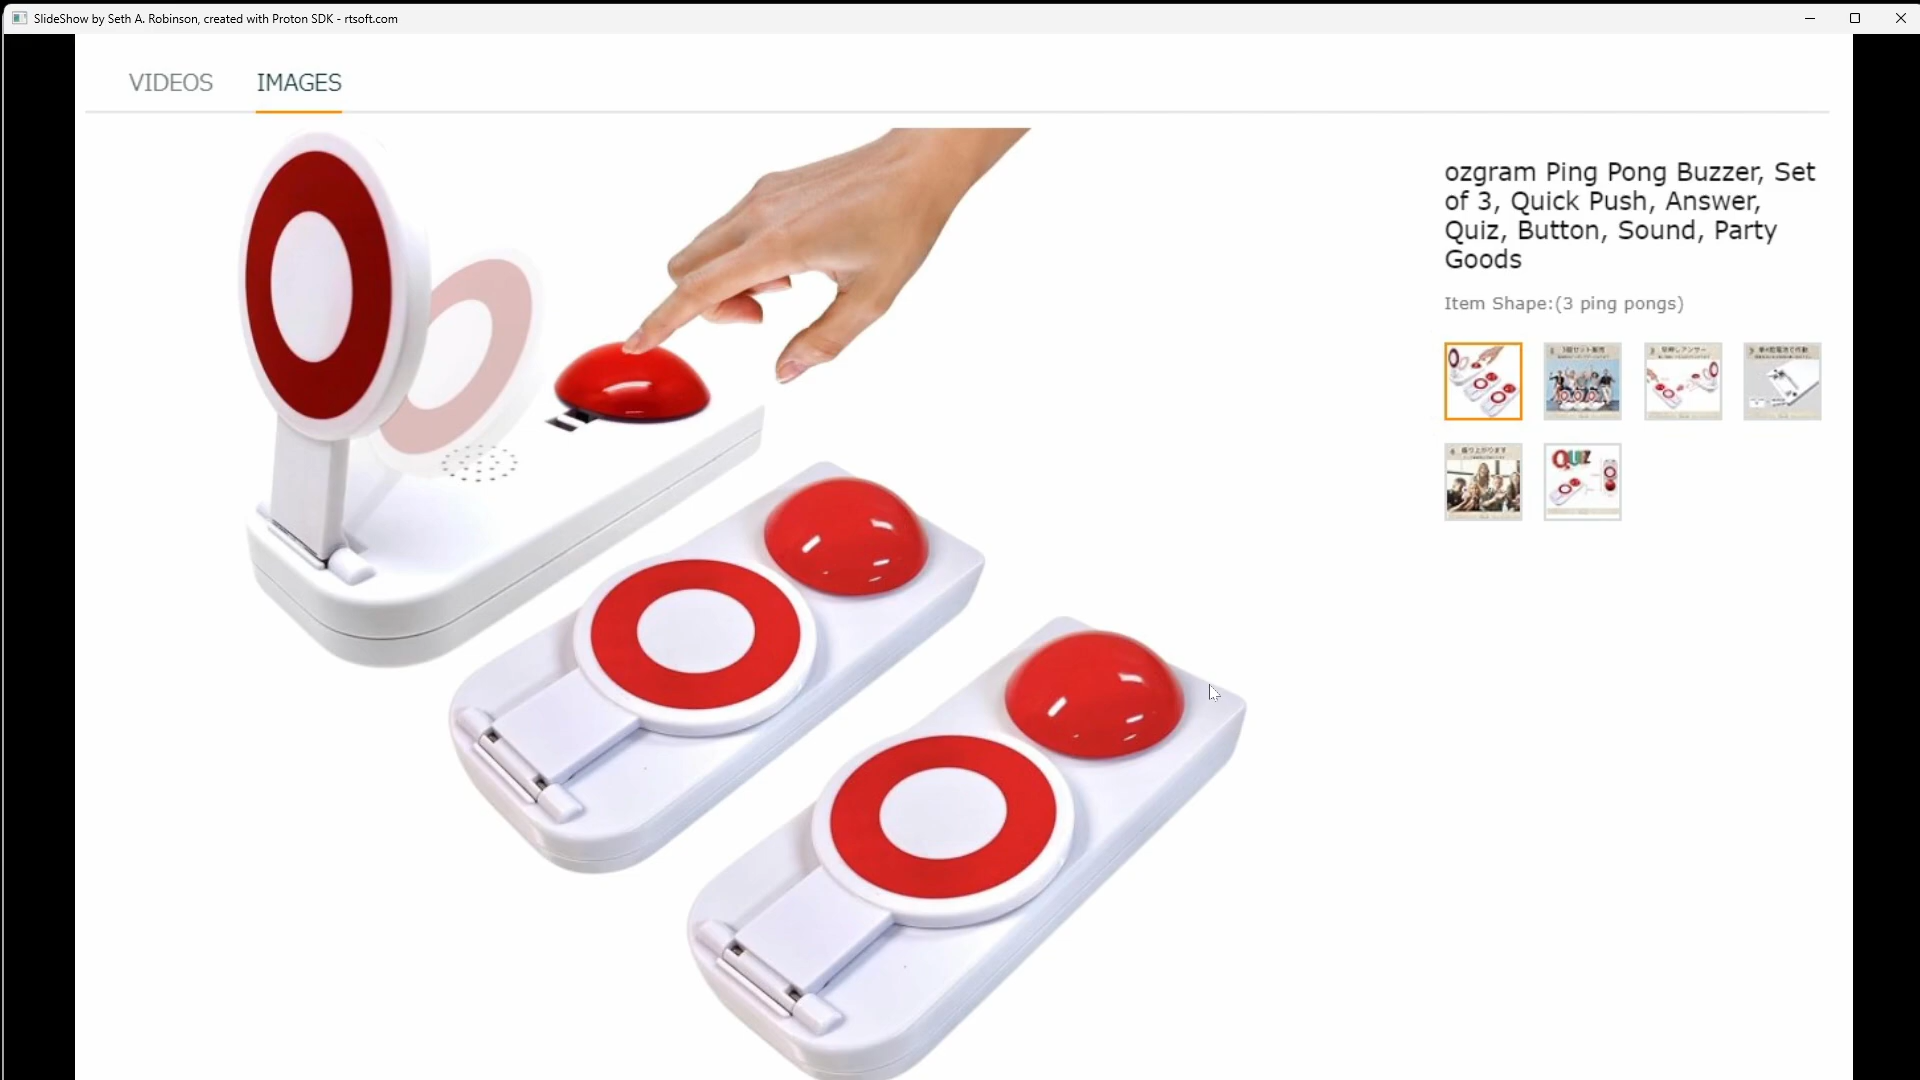 SlideShow by Seth A. Robinson, created with Proton SDK - rtsoft.com
VIDEOS
IMAGES
ozgram Ping Pong Buzzer, Set
of 3, Quick Push, Answer,
Quiz, Button, Sound, Party
Goods
Item Shape:(3 ping pongs)
QUIZ